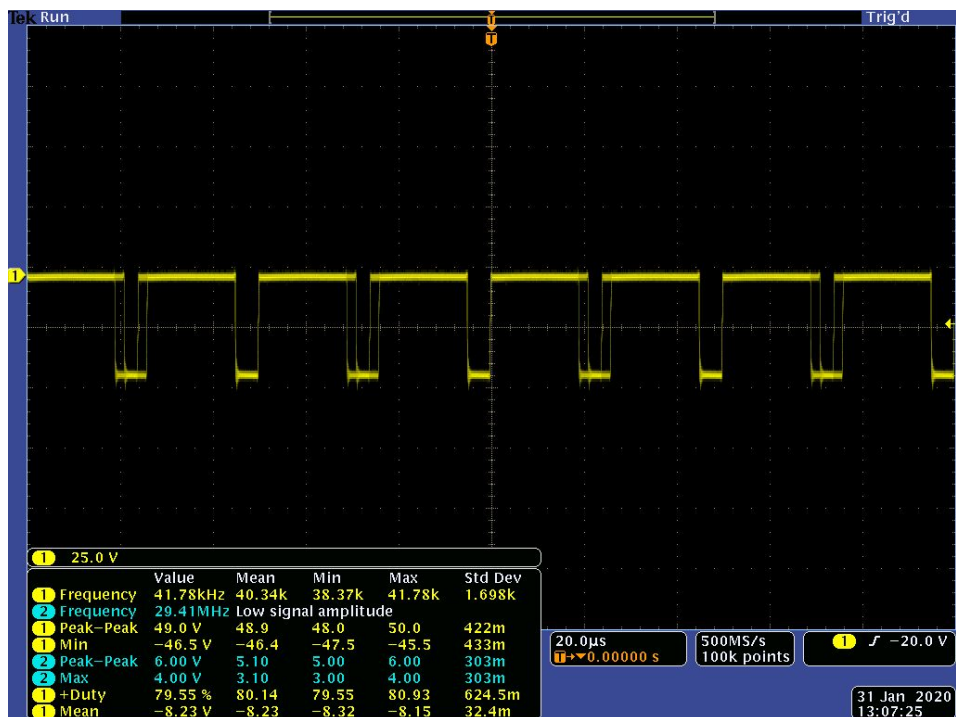 Tek Run Trig'd
T
T
1
1 25.0 V
Value Mean Min Max Std Dev
1 Frequency 41.78kHz 40.34k 38.37k 41.78k 1.698k
2 Frequency 29.41MHz Low signal amplitude
1 Peak-Peak 49.0 V 48.9 48.0 50.0 422m
1 Min -46.5 V -46.4 -47.5 -45.5 433m
2 Peak-Peak 6.00 V 5.10 5.00 6.00 303m
2 Max 4.00 V 3.10 3.00 4.00 303m
1 +Duty 79.55 % 80.14 79.55 80.93 624.5m
1 Mean -8.23 V -8.23 -8.32 -8.15 32.4m
20.0µs
T→▼0.00000 s
500MS/s
100k points
1 ƒ -20.0 V
31 Jan 2020
13:07:25